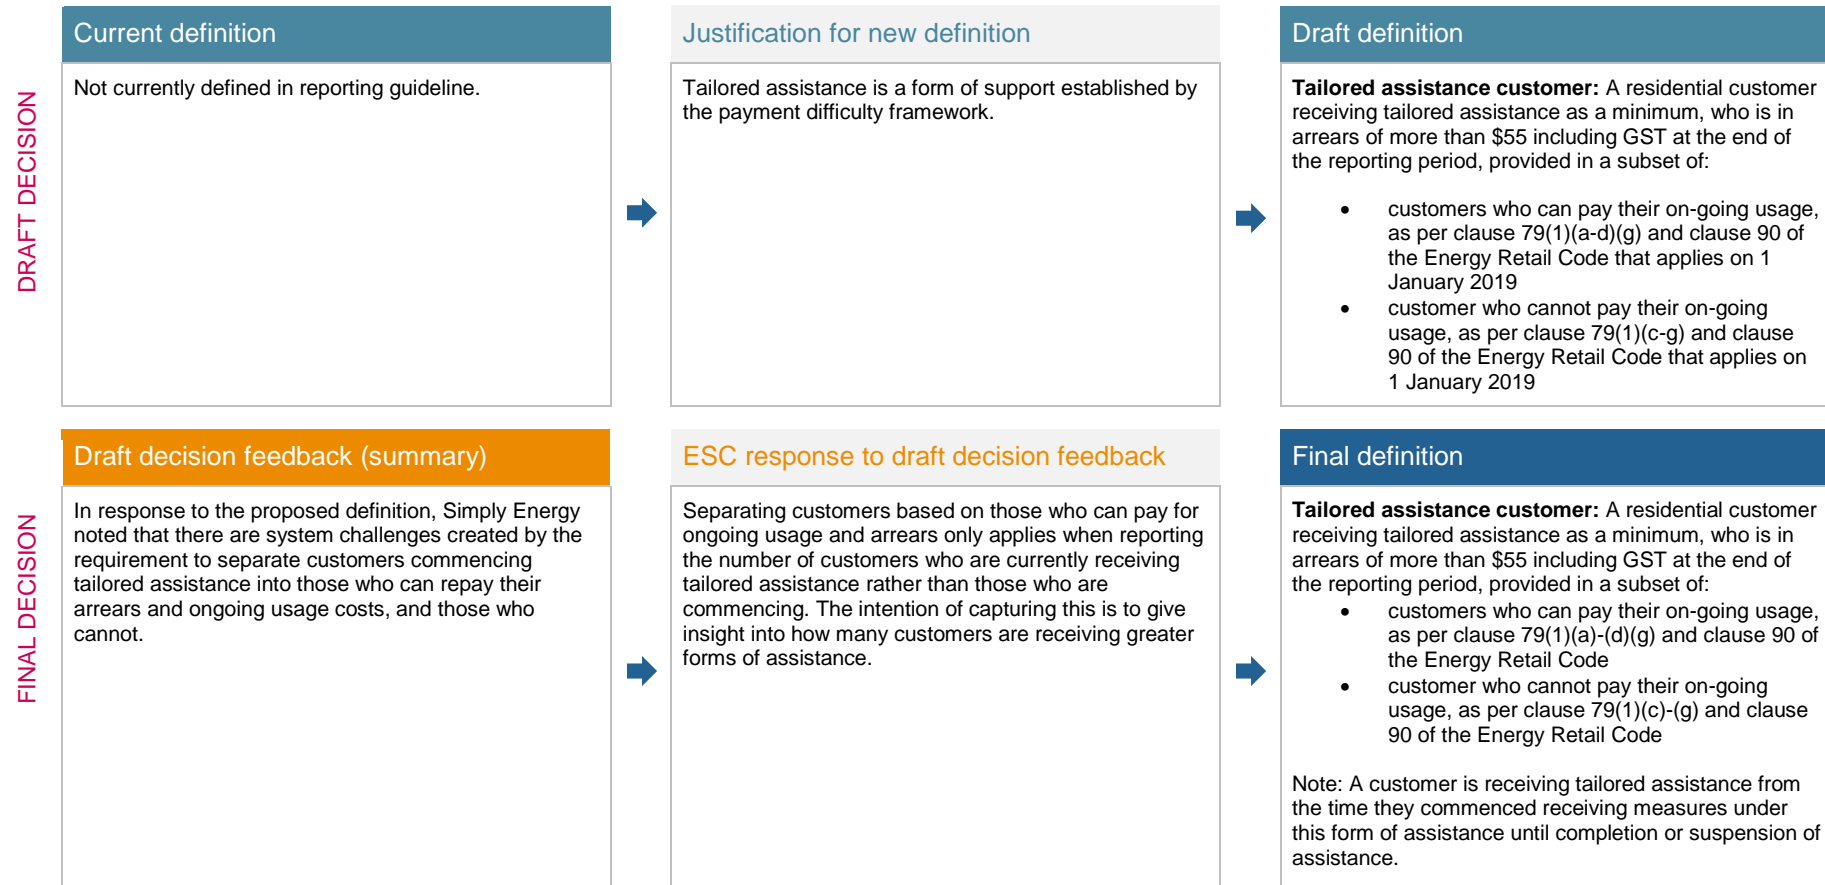 DRAFT DECISION
Current definition
Not currently defined in reporting guideline.
Justification for new definition
Tailored assistance is a form of support established by
the payment difficulty framework.
Draft definition
Tailored assistance customer: A residential customer
receiving tailored assistance as a minimum, who is in
arrears of more than $55 including GST at the end of
the reporting period, provided in a subset of:
• customers who can pay their on-going usage,
as per clause 79(1)(a-d)(g) and clause 90 of
the Energy Retail Code that applies on 1
January 2019
• customer who cannot pay their on-going
usage, as per clause 79(1)(c-g) and clause
90 of the Energy Retail Code that applies on
1 January 2019
FINAL DECISION
Draft decision feedback (summary)
In response to the proposed definition, Simply Energy
noted that there are system challenges created by the
requirement to separate customers commencing
tailored assistance into those who can repay their
arrears and ongoing usage costs, and those who
cannot.
ESC response to draft decision feedback
Separating customers based on those who can pay for
ongoing usage and arrears only applies when reporting
the number of customers who are currently receiving
tailored assistance rather than those who are
commencing. The intention of capturing this is to give
insight into how many customers are receiving greater
forms of assistance.
Final definition
Tailored assistance customer: A residential customer
receiving tailored assistance as a minimum, who is in
arrears of more than $55 including GST at the end of
the reporting period, provided in a subset of:
• customers who can pay their on-going usage,
as per clause 79(1)(a)-(d)(g) and clause 90 of
the Energy Retail Code
• customer who cannot pay their on-going
usage, as per clause 79(1)(c)-(g) and clause
90 of the Energy Retail Code
Note: A customer is receiving tailored assistance from
the time they commenced receiving measures under
this form of assistance until completion or suspension of
assistance.